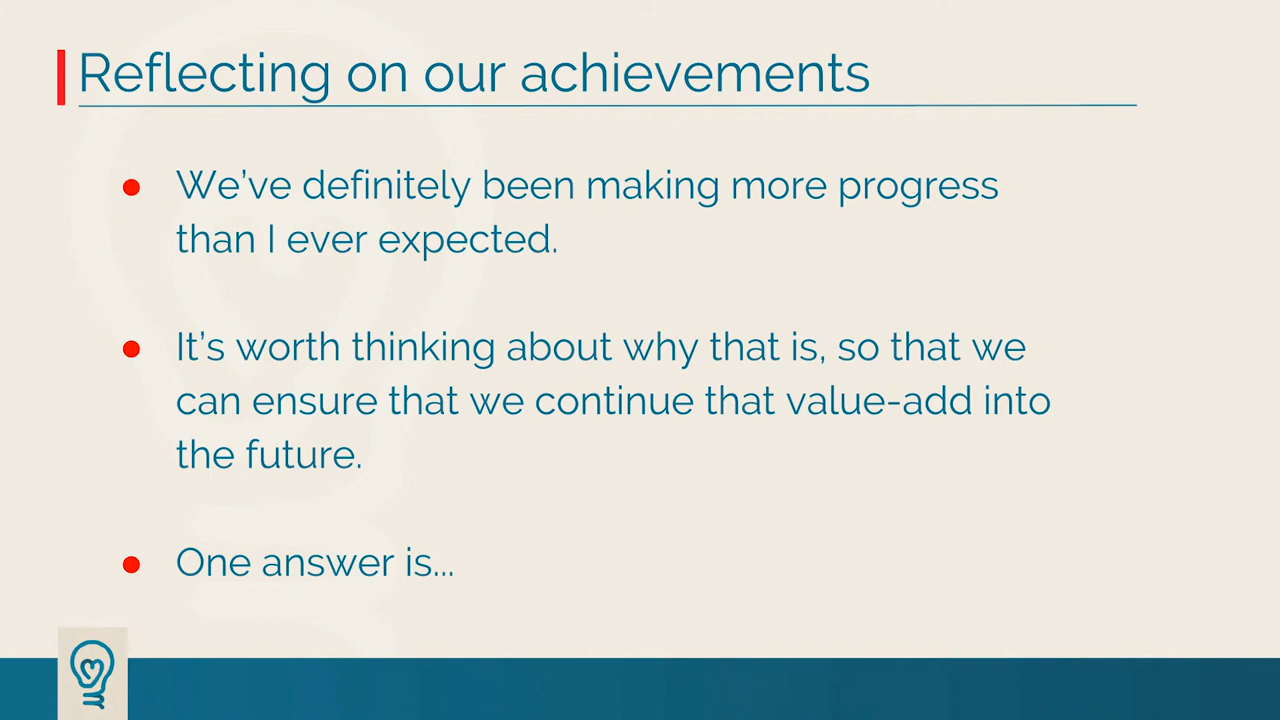 Reflecting on our achievements
We’ve definitely been making more progress
than I ever expected.
It’s worth thinking about why that is, so that we
can ensure that we continue that value-add into
the future.
One answer is...